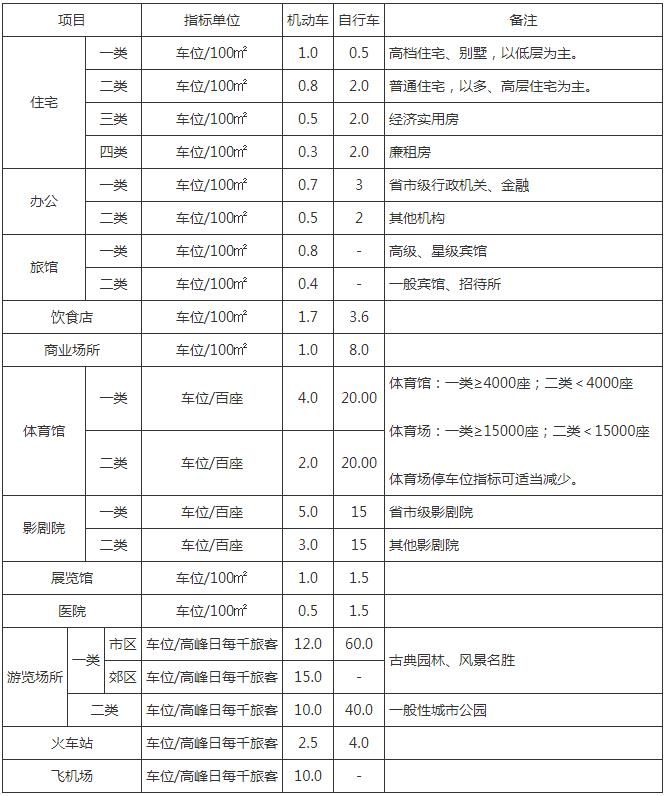 项目 指标单位 机动车 自行车 备注
住宅 一类 车位/100㎡ 1.0 0.5 高档住宅、别墅，以低层为主。
二类 车位/100㎡ 0.8 2.0 普通住宅，以多、高层住宅为主。
三类 车位/100㎡ 0.5 2.0 经济实用房
四类 车位/100㎡ 0.3 2.0 廉租房
办公 一类 车位/100㎡ 0.7 3 省市级行政机关、金融
二类 车位/100㎡ 0.5 2 其他机构
旅馆 一类 车位/100㎡ 0.8 - 高级、星级宾馆
二类 车位/100㎡ 0.4 - 一般宾馆、招待所
饮食店 车位/100㎡ 1.7 3.6
商业场所 车位/100㎡ 1.0 8.0
体育馆 一类 车位/百座 4.0 20.00 体育馆：一类≥4000座；二类＜4000座
体育场：一类≥15000座；二类＜15000座
二类 车位/百座 2.0 20.00 体育场停车位指标可适当减少。
影剧院 一类 车位/百座 5.0 15 省市级影剧院
二类 车位/百座 3.0 15 其他影剧院
展览馆 车位/100㎡ 1.0 1.5
医院 车位/100㎡ 0.5 1.5
游览场所 一类 市区 车位/高峰日每千旅客 12.0 60.0 古典园林、风景名胜
郊区 车位/高峰日每千旅客 15.0 -
二类 车位/高峰日每千旅客 10.0 40.0 一般性城市公园
火车站 车位/高峰日每千旅客 2.5 4.0
飞机场 车位/高峰日每千旅客 10.0 -